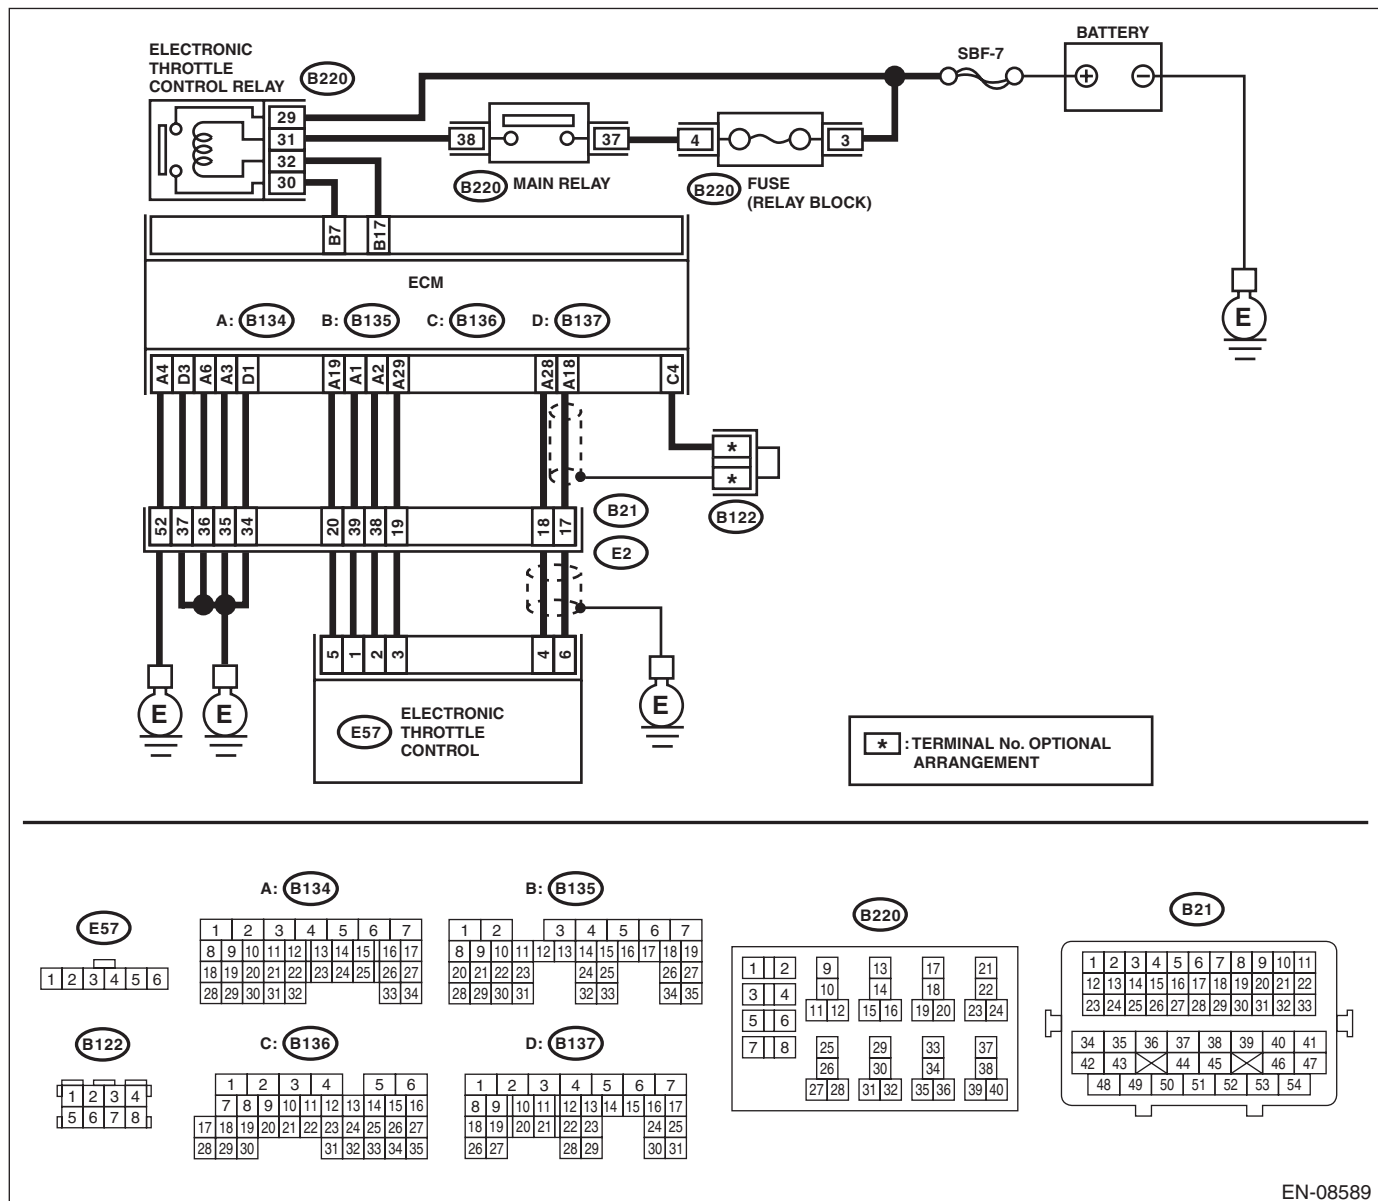 ELECTRONIC
THROTTLE
CONTROL RELAY
B220
29
31
32
30
38
37
B220 MAIN RELAY
4
3
B220 FUSE
(RELAY BLOCK)
SBF-7
BATTERY
+ −
E
B7 B17
ECM
A: B134 B: B135 C: B136 D: B137
A4 D3 A6 A3 D1 A19 A1 A2 A29 A28 A18 C4
*
*
B122
52 37 36 35 34 20 39 38 19 18 17
B21
E2
5 1 2 3 4 6
E E E
E57 ELECTRONIC
THROTTLE
CONTROL
* : TERMINAL No. OPTIONAL
ARRANGEMENT
E57
1 2 3 4 5 6
A: B134
1 2 3 4 5 6 7
8 9 10 11 12 13 14 15 16 17
18 19 20 21 22 23 24 25 26 27
28 29 30 31 32 33 34
B: B135
1 2 3 4 5 6 7
8 9 10 11 12 13 14 15 16 17 18 19
20 21 22 23 24 25 26 27
28 29 30 31 32 33 34 35
B220
1 2 9 13 17 21
3 4 10 14 18 22
11 12 15 16 19 20 23 24
5 6
7 8 25 29 33 37
26 30 34 38
27 28 31 32 35 36 39 40
B21
1 2 3 4 5 6 7 8 9 10 11
12 13 14 15 16 17 18 19 20 21 22
23 24 25 26 27 28 29 30 31 32 33
34 35 36 37 38 39 40 41
42 43 44 45 46 47
48 49 50 51 52 53 54
B122
1 2 3 4
5 6 7 8
C: B136
1 2 3 4 5 6
7 8 9 10 11 12 13 14 15 16
17 18 19 20 21 22 23 24 25 26 27
28 29 30 31 32 33 34 35
D: B137
1 2 3 4 5 6 7
8 9 10 11 12 13 14 15 16 17
18 19 20 21 22 23 24 25
26 27 28 29 30 31
EN-08589